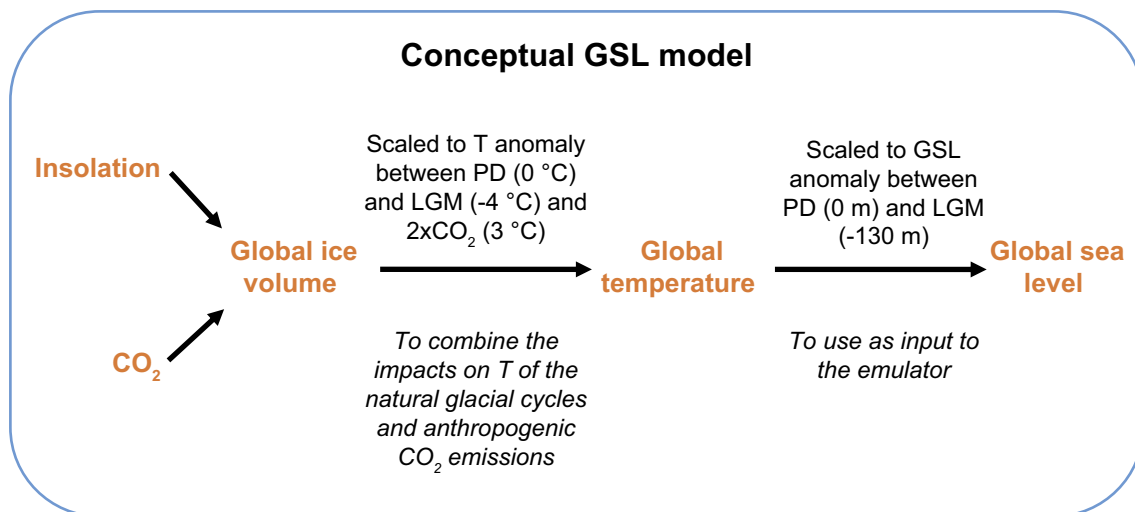 Conceptual GSL model
Insolation
CO₂
Global ice
volume
Scaled to T anomaly
between PD (0 °C)
and LGM (-4 °C) and
2xCO₂ (3 °C)
To combine the
impacts on T of the
natural glacial cycles
and anthropogenic
CO₂ emissions
Global
temperature
Scaled to GSL
anomaly between
PD (0 m) and LGM
(-130 m)
To use as input to
the emulator
Global sea
level